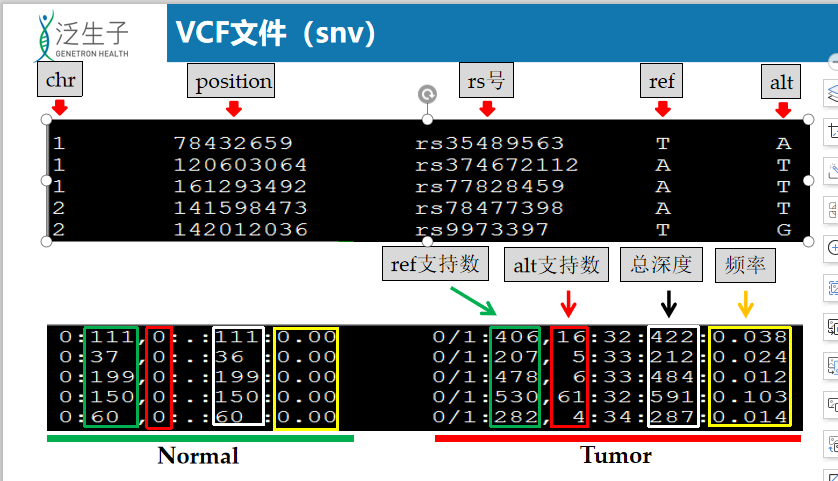 泛生子
GENETRON HEALTH
VCF文件（snv）
chr position rs号 ref alt
1 78432659 rs35489563 T A
1 120603064 rs374672112 A T
1 161293492 rs77828459 A T
2 141598473 rs78477398 A T
2 142012036 rs9973397 T G
ref支持数 alt支持数 总深度 频率
0:111,0:.:111:0.00 0/1:406,16:32:422:0.038
0:37 ,0:.:36 :0.00 0/1:207, 5:33:212:0.024
0:199,0:.:199:0.00 0/1:478, 6:33:484:0.012
0:150,0:.:150:0.00 0/1:530,61:32:591:0.103
0:60 ,0:.:60 :0.00 0/1:282, 4:34:287:0.014
Normal Tumor